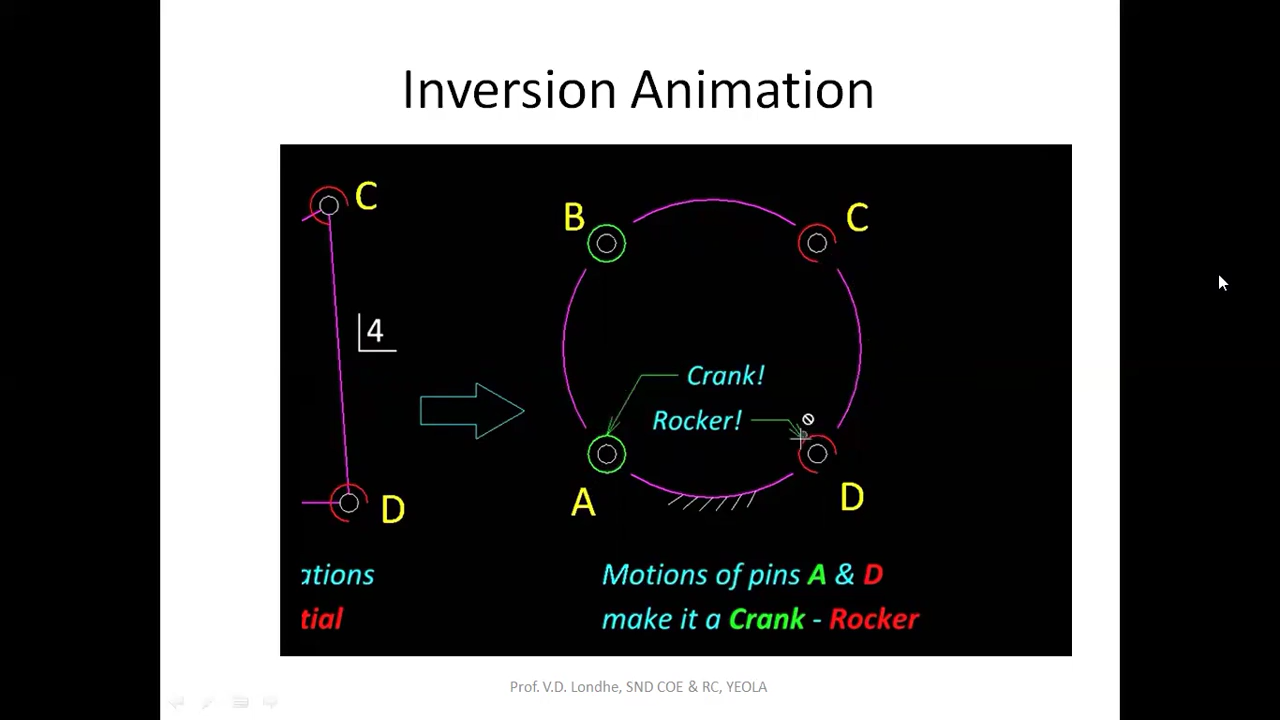 Inversion Animation
C
4
D
ations
tial
B
C
Crank!
Rocker!
A
D
Motions of pins A & D
make it a Crank - Rocker
Prof. V.D. Londhe, SND COE & RC, YEOLA